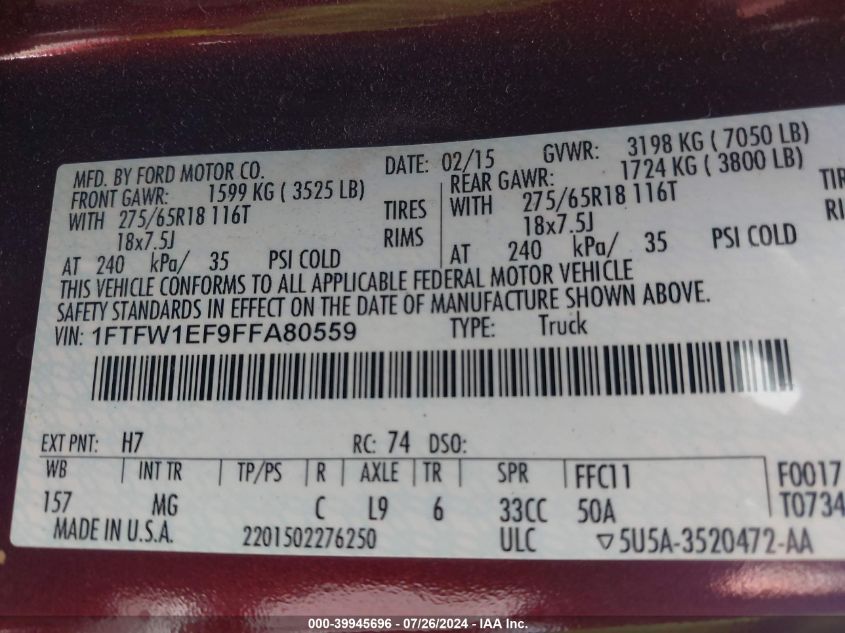 MFD. BY FORD MOTOR CO. DATE: 02/15 GVWR: 3198 KG ( 7050 LB)
FRONT GAWR: 1599 KG ( 3525 LB) REAR GAWR: 1724 KG ( 3800 LB)
WITH 275/65R18 116T TIRES WITH 275/65R18 116T
18x7.5J RIMS 18x7.5J
AT 240 kPa/ 35 PSI COLD AT 240 kPa/ 35 PSI COLD
THIS VEHICLE CONFORMS TO ALL APPLICABLE FEDERAL MOTOR VEHICLE
SAFETY STANDARDS IN EFFECT ON THE DATE OF MANUFACTURE SHOWN ABOVE.
VIN: 1FTFW1EF9FFA80559 TYPE: Truck
EXT PNT: H7 RC: 74 DSO:
WB INT TR TP/PS R AXLE TR SPR FFC11 F0017
157 MG C L9 6 33CC 50A T0734
MADE IN U.S.A. 2201502276250 ULC ▽5U5A-3520472-AA
000-39945696 - 07/26/2024 - IAA Inc.